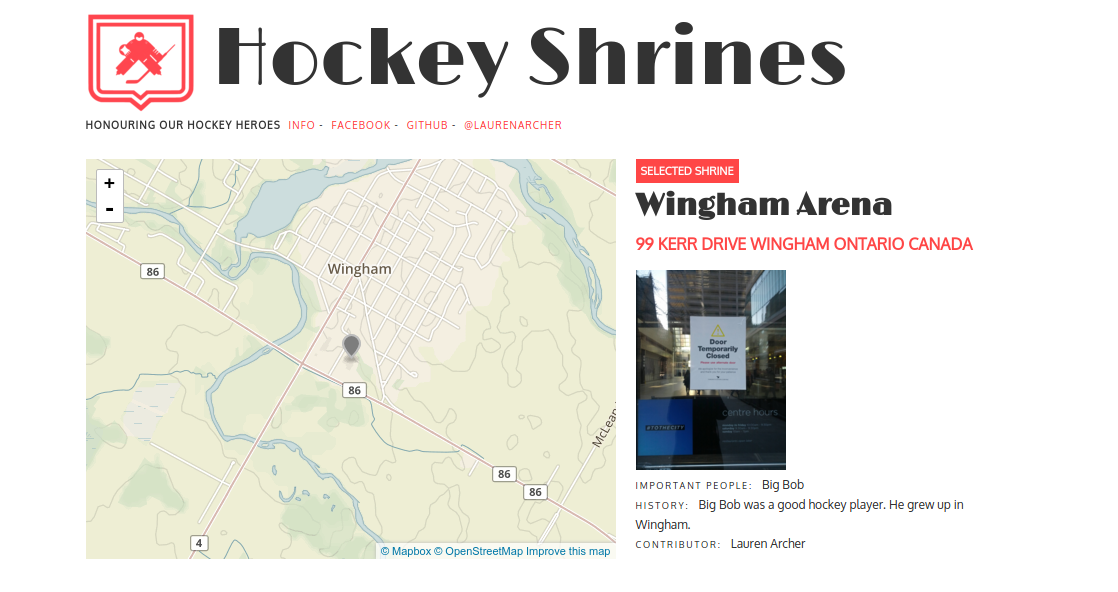 Hockey Shrines
HONOURING OUR HOCKEY HEROES INFO - FACEBOOK - GITHUB - @LAURENARCHER
+
-
86
Wingham
86
McLean
86
86
4
© Mapbox © OpenStreetMap Improve this map
SELECTED SHRINE
Wingham Arena
99 KERR DRIVE WINGHAM ONTARIO CANADA
Door
Temporarily
Closed
centre hours
#TOTHECITY
IMPORTANT PEOPLE: Big Bob
HISTORY: Big Bob was a good hockey player. He grew up in
Wingham.
CONTRIBUTOR: Lauren Archer